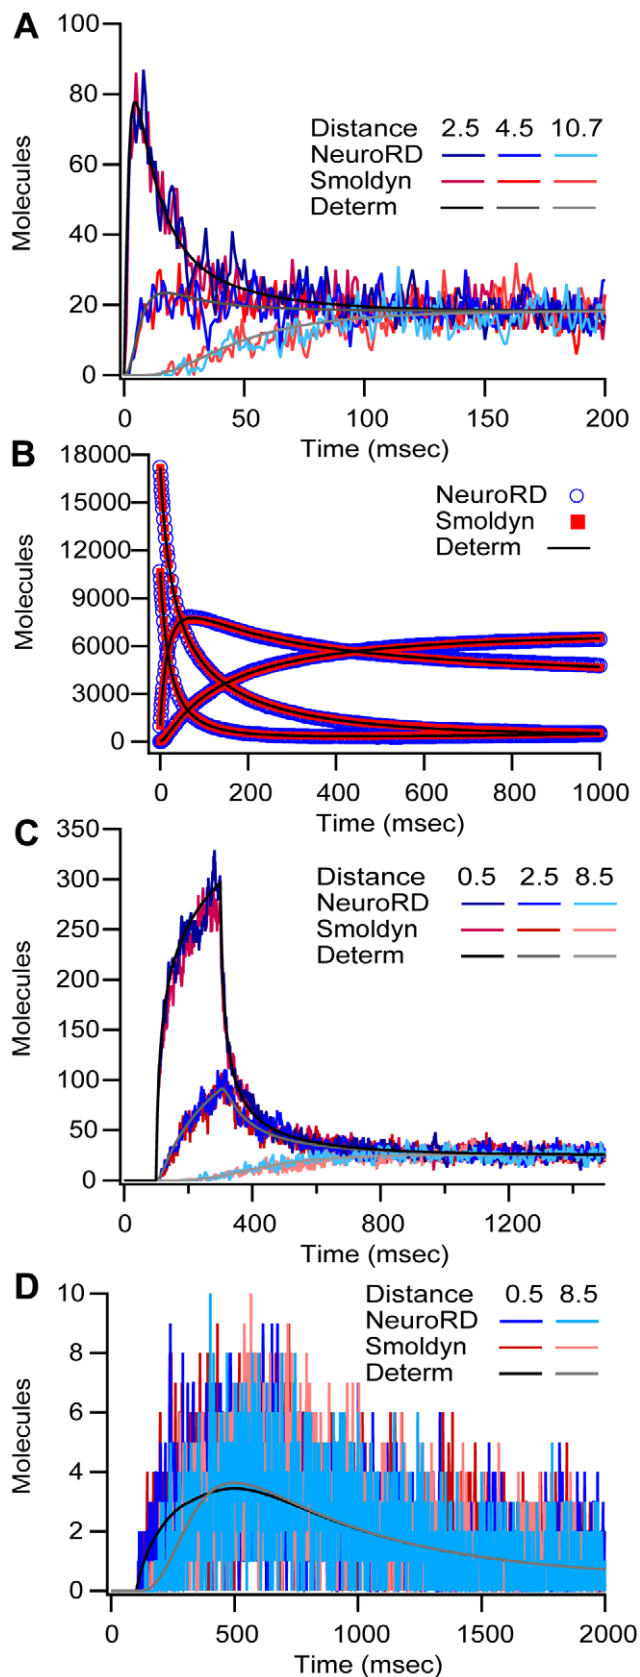 A
100
80
60
40
20
0
Molecules
Distance 2.5 4.5 10.7
NeuroRD
Smoldyn
Determ
0 50 100 150 200
Time (msec)
B
18000
15000
12000
9000
6000
3000
0
Molecules
NeuroRD
Smoldyn
Determ
0 200 400 600 800 1000
Time (msec)
C
350
300
250
200
150
100
50
0
Molecules
Distance 0.5 2.5 8.5
NeuroRD
Smoldyn
Determ
0 400 800 1200
Time (msec)
D
10
8
6
4
2
0
Molecules
Distance 0.5 8.5
NeuroRD
Smoldyn
Determ
0 500 1000 1500 2000
Time (msec)